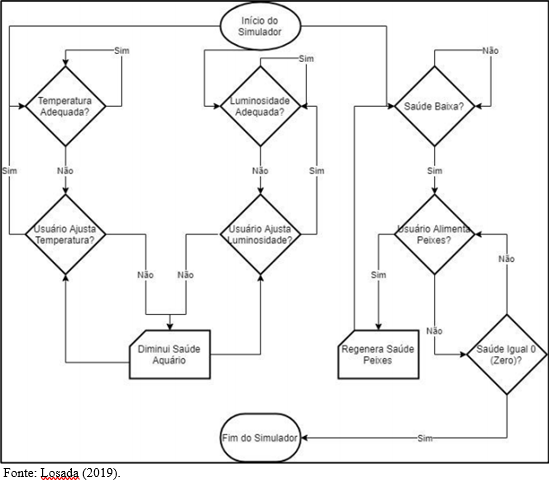 Início do
Simulador
Sim
Sim
Não
Temperatura
Adequada?
Luminosidade
Adequada?
Saúde Baixa?
Sim
Não
Não
Sim
Sim
Usuário Ajusta
Temperatura?
Usuário Ajusta
Luminosidade?
Usuário Alimenta
Peixes?
Não
Não
Sim
Não
Não
Diminui Saúde
Aquário
Regenera Saúde
Peixes
Saúde Igual 0
(Zero)?
Fim do Simulador
Sim
Fonte: Losada (2019).